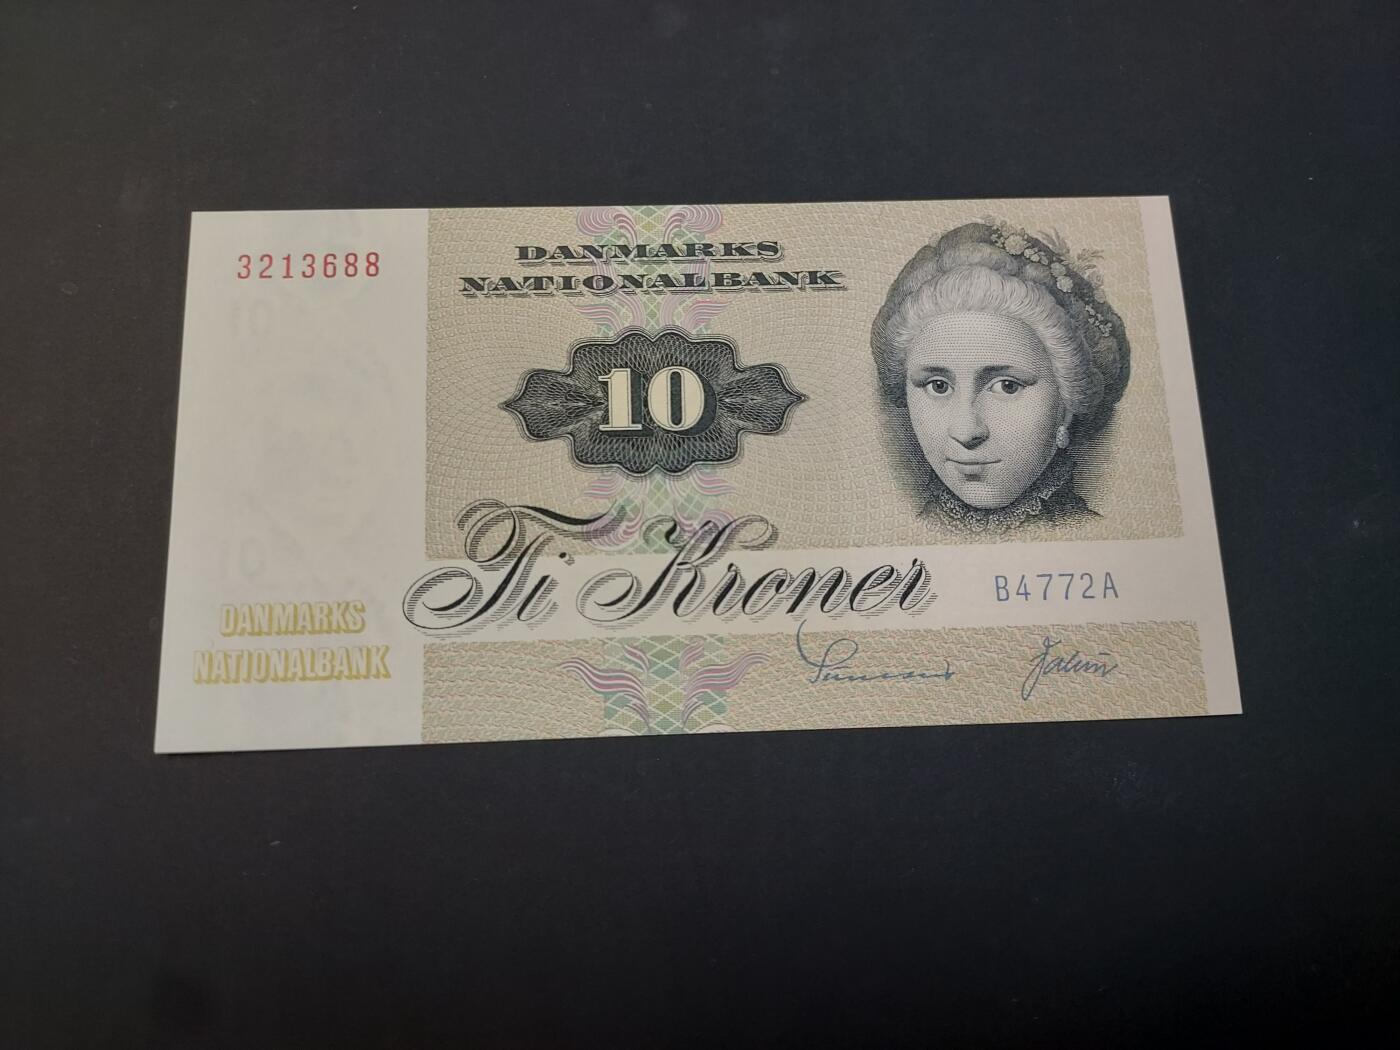 3213688
DANMARKS
NATIONALBANK
10
Ti Kroner
B4772A
DANMARKS
NATIONALBANK